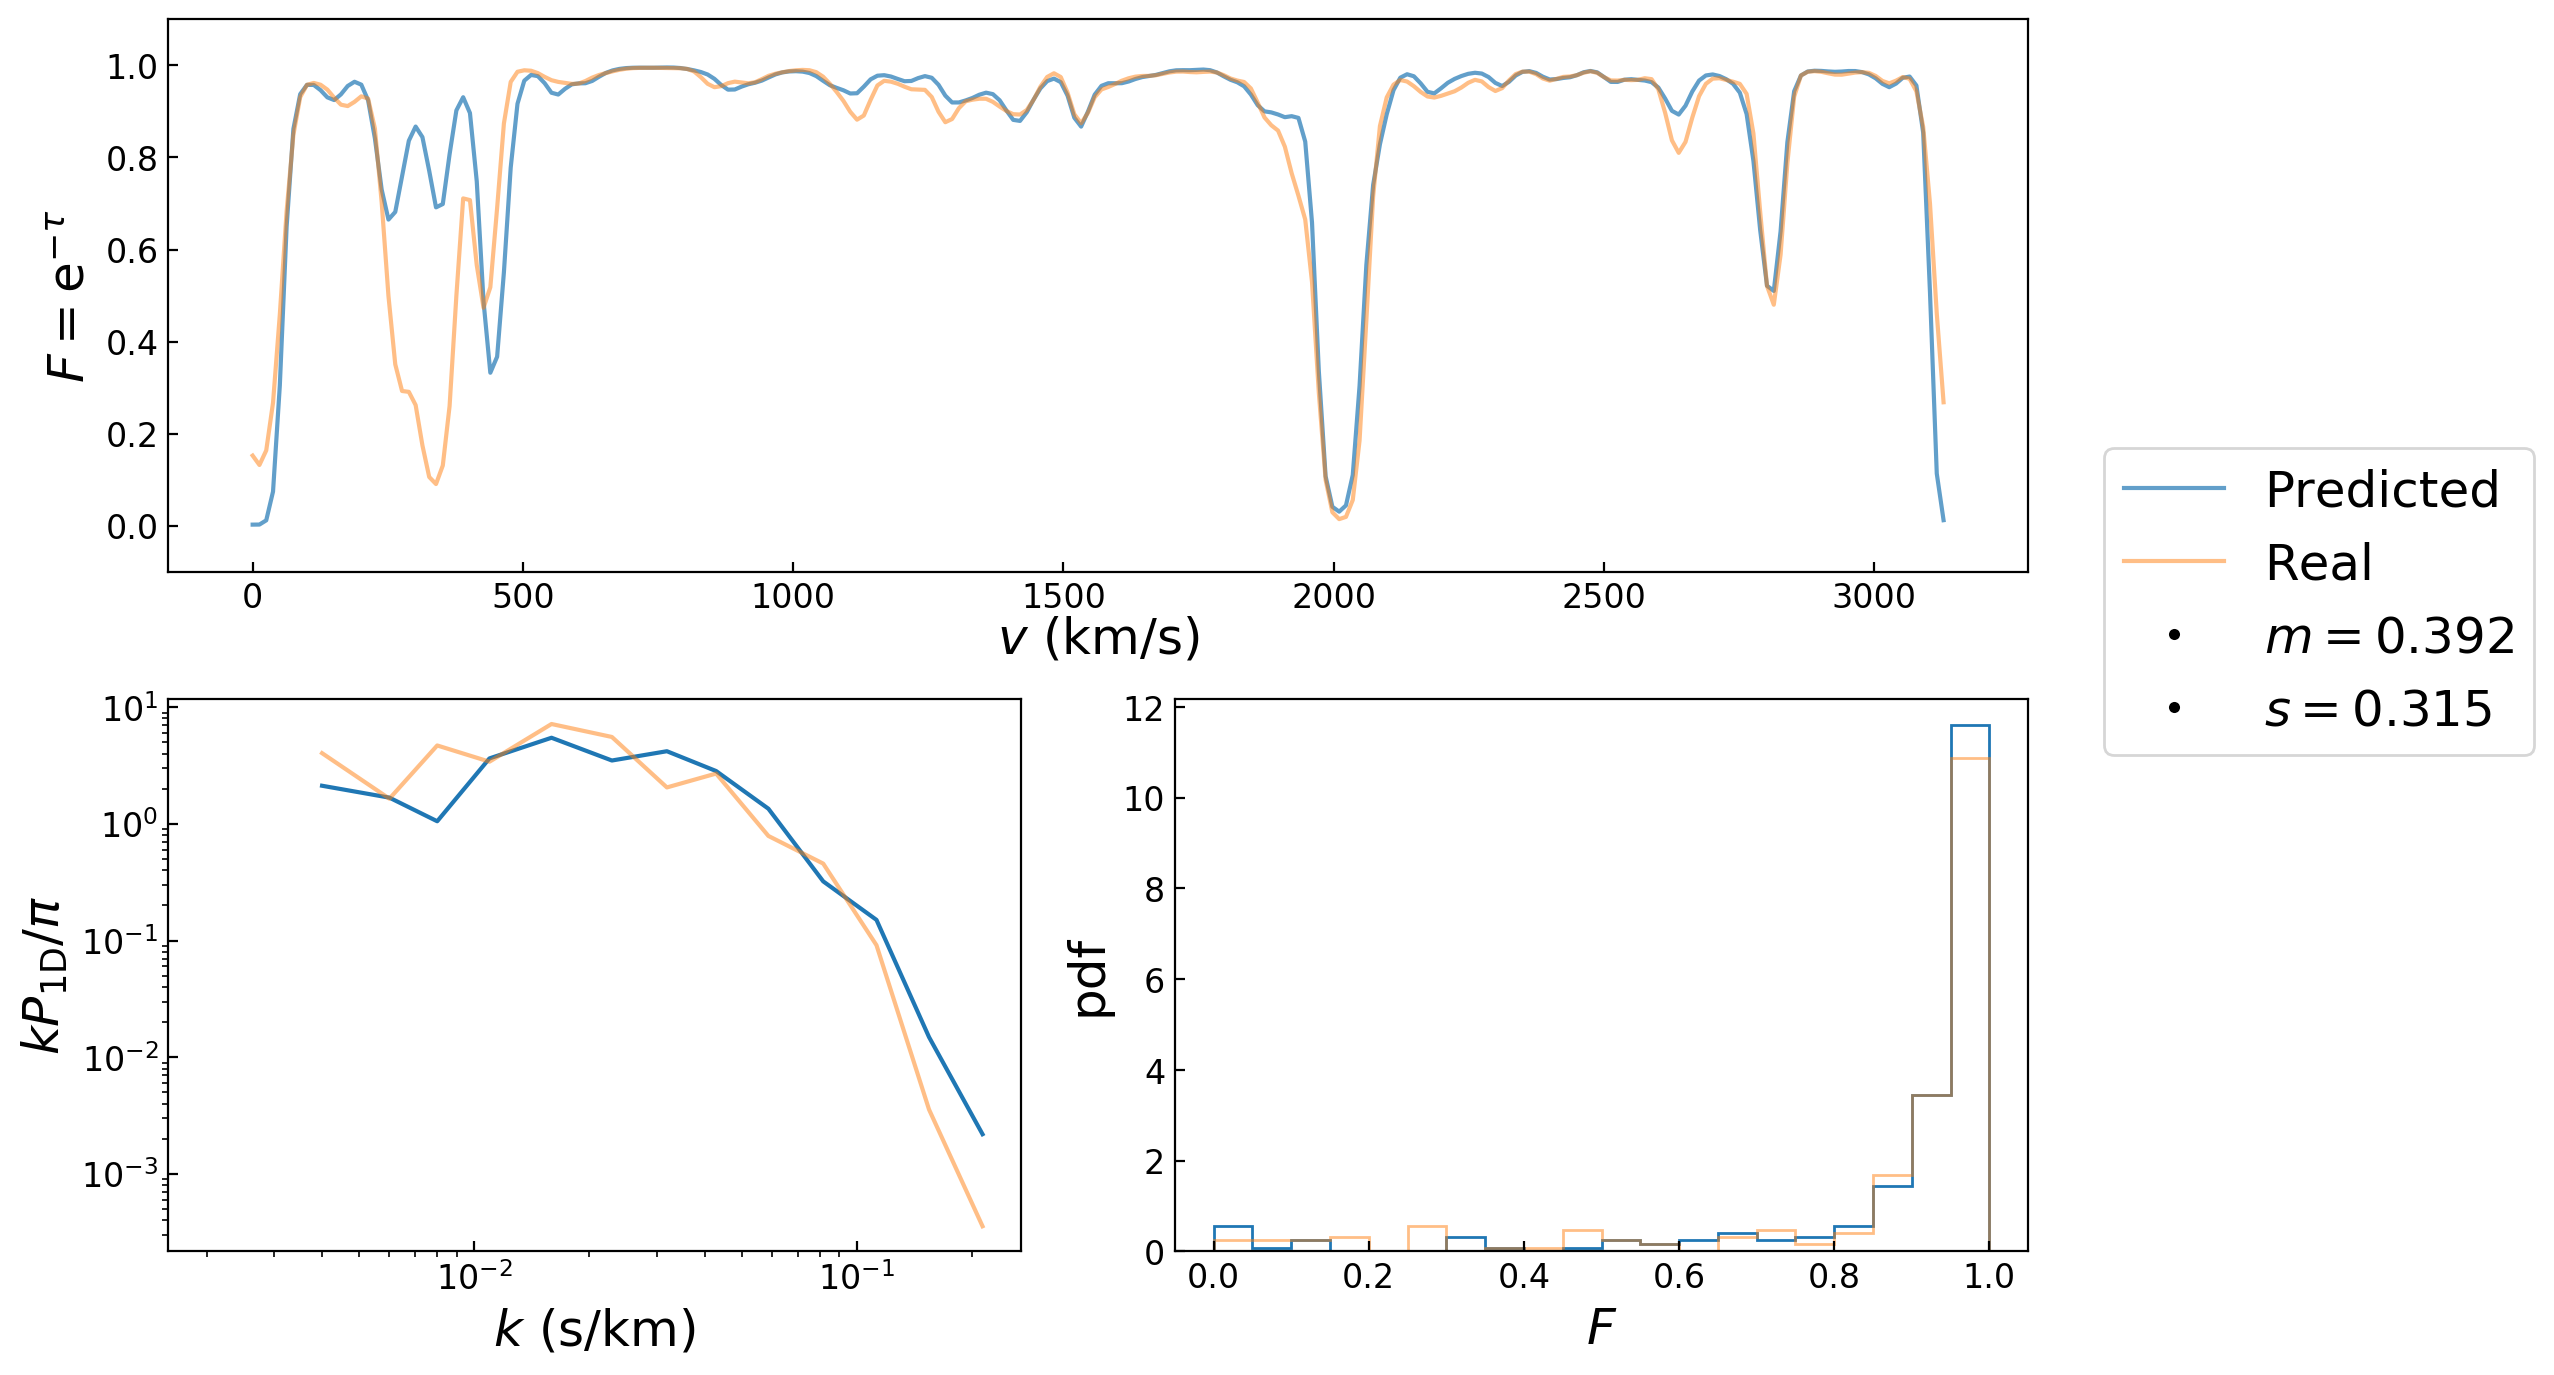 1.0
0.8
0.6
0.4
0.2
0.0
F = e^{-τ}
0 500 1000 1500 2000 2500 3000
v (km/s)
Predicted
Real
m = 0.392
s = 0.315
10^1
10^0
10^{-1}
10^{-2}
10^{-3}
kP_{1D}/π
10^{-2} 10^{-1}
k (s/km)
12
10
8
6
4
2
0
pdf
0.0 0.2 0.4 0.6 0.8 1.0
F